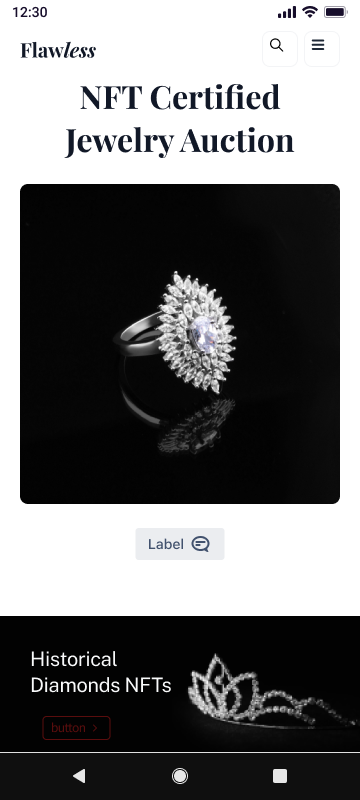 12:30
Flawless
NFT Certified
Jewelry Auction
Label
Historical
Diamonds NFTs
button